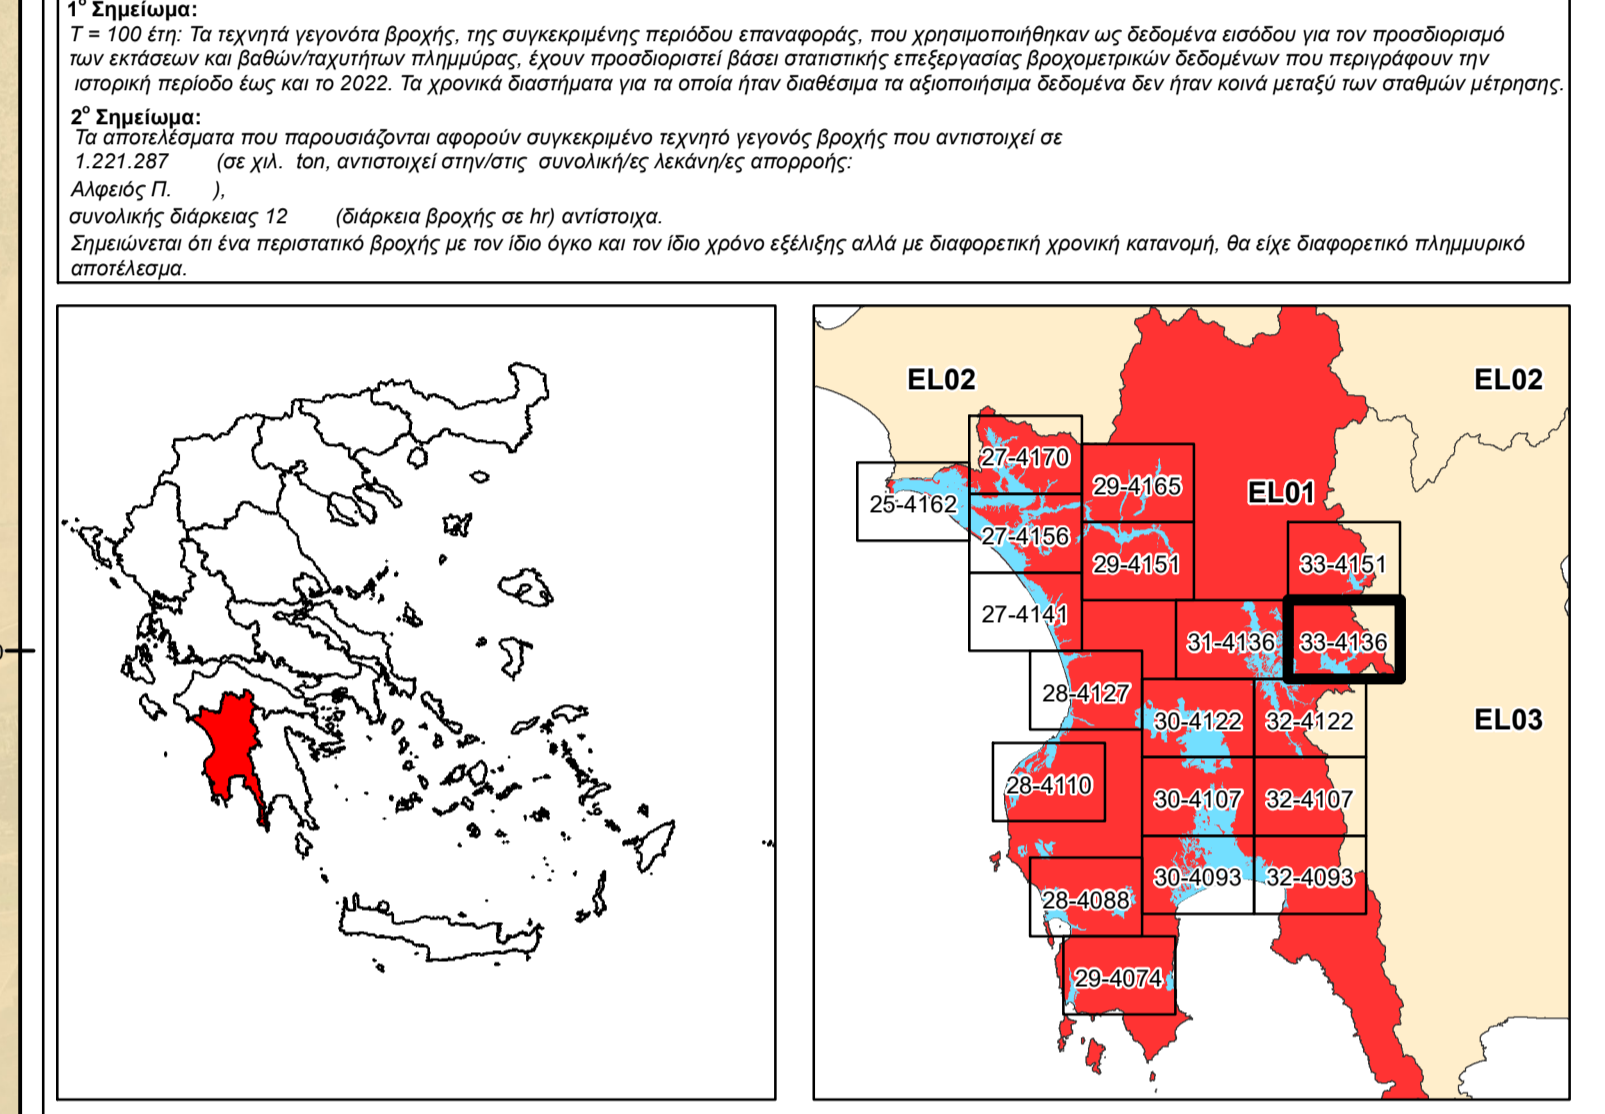 1° Σημείωμα:
T = 100 έτη: Τα τεχνητά γεγονότα βροχής, της συγκεκριμένης περιόδου επαναφοράς, που χρησιμοποιήθηκαν ως δεδομένα εισόδου για τον προσδιορισμό
των εκτάσεων και βαθών/ταχυτήτων πλημμύρας, έχουν προσδιοριστεί βάσει στατιστικής επεξεργασίας βροχομετρικών δεδομένων που περιγράφουν την
ιστορική περίοδο έως και το 2022. Τα χρονικά διαστήματα για τα οποία ήταν διαθέσιμα τα αξιοποιήσιμα δεδομένα δεν ήταν κοινά μεταξύ των σταθμών μέτρησης.
2° Σημείωμα:
Τα αποτελέσματα που παρουσιάζονται αφορούν συγκεκριμένο τεχνητό γεγονός βροχής που αντιστοιχεί σε
1.221.287 (σε χιλ. ton, αντιστοιχεί στην/στις συνολική/ες λεκάνη/ες απορροής:
Αλφειός Π. ),
συνολικής διάρκειας 12 (διάρκεια βροχής σε hr) αντίστοιχα.
Σημειώνεται ότι ένα περιστατικό βροχής με τον ίδιο όγκο και τον ίδιο χρόνο εξέλιξης αλλά με διαφορετική χρονική κατανομή, θα είχε διαφορετικό πλημμυρικό
αποτέλεσμα.
EL02
EL02
27-4170
29-4165
EL01
25-4162
27-4156
29-4151
33-4151
27-4141
31-4136
33-4136
28-4127
30-4122
32-4122
EL03
28-4110
30-4107
32-4107
30-4093
32-4093
28-4088
29-4074